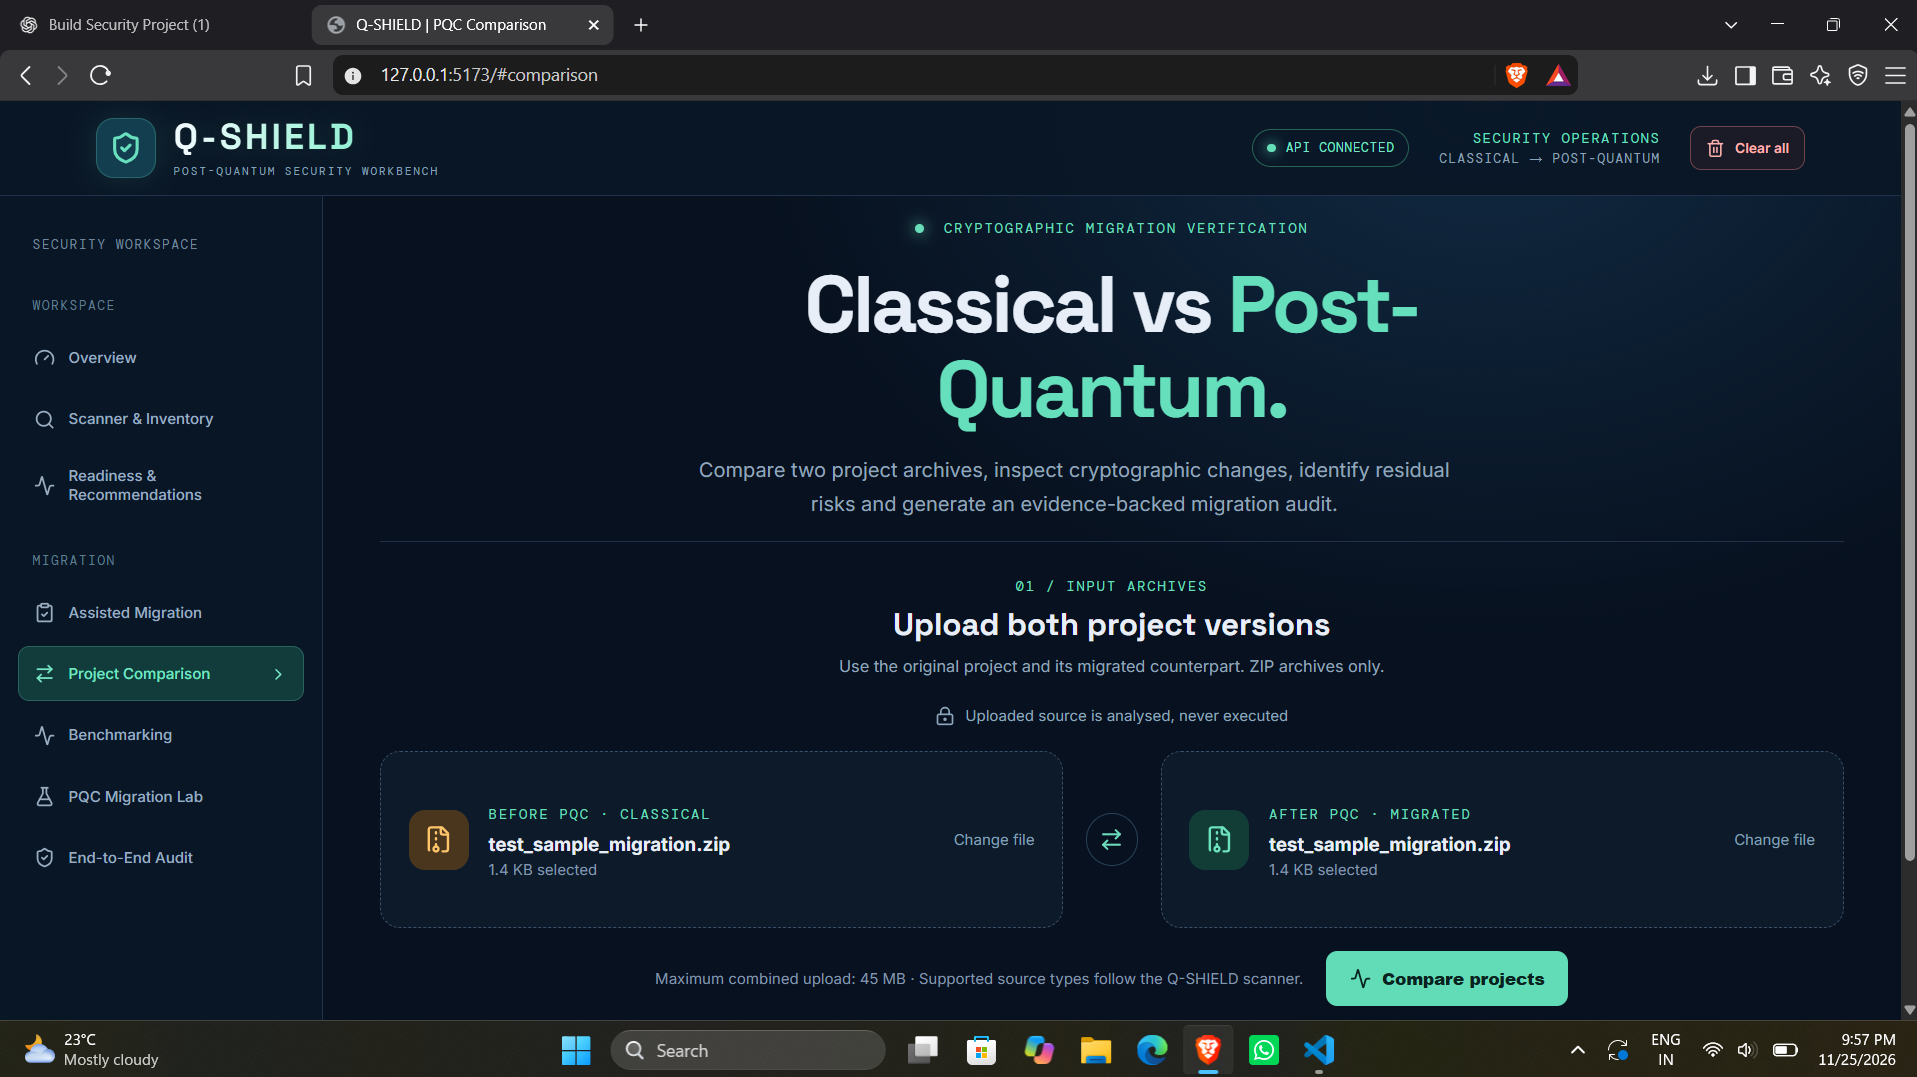 Build Security Project (1)
Q-SHIELD | PQC Comparison
127.0.0.1:5173/#comparison
Q-SHIELD
POST-QUANTUM SECURITY WORKBENCH
API CONNECTED
SECURITY OPERATIONS
CLASSICAL → POST-QUANTUM
Clear all
SECURITY WORKSPACE
WORKSPACE
Overview
Scanner & Inventory
Readiness &
Recommendations
MIGRATION
Assisted Migration
Project Comparison
Benchmarking
PQC Migration Lab
End-to-End Audit
CRYPTOGRAPHIC MIGRATION VERIFICATION
Classical vs Post-
Quantum.
Compare two project archives, inspect cryptographic changes, identify residual
risks and generate an evidence-backed migration audit.
01 / INPUT ARCHIVES
Upload both project versions
Use the original project and its migrated counterpart. ZIP archives only.
Uploaded source is analysed, never executed
BEFORE PQC · CLASSICAL
test_sample_migration.zip
1.4 KB selected
Change file
AFTER PQC · MIGRATED
test_sample_migration.zip
1.4 KB selected
Change file
Maximum combined upload: 45 MB · Supported source types follow the Q-SHIELD scanner.
Compare projects
23°C
Mostly cloudy
Search
ENG
IN
9:57 PM
11/25/2026